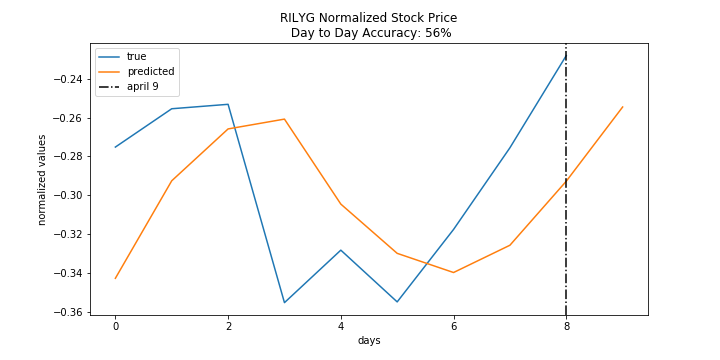 RILYG Normalized Stock Price
Day to Day Accuracy: 56%
true
predicted
april 9
normalized values
−0.24
−0.26
−0.28
−0.30
−0.32
−0.34
−0.36
0
2
4
6
8
days